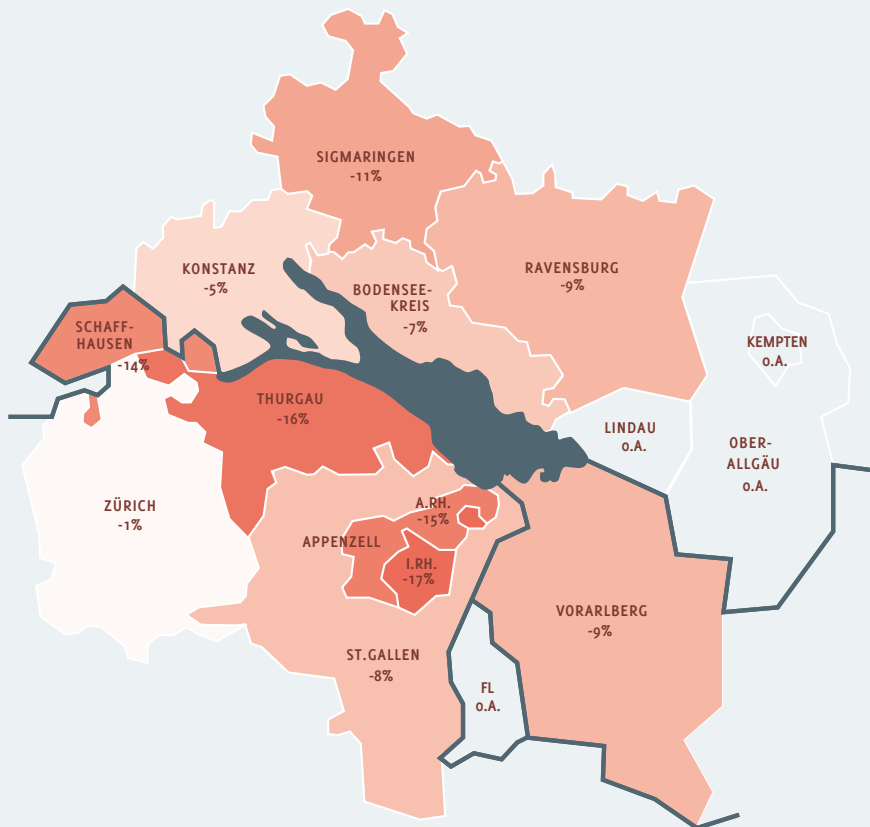 SIGMARINGEN
-11%
KONSTANZ
-5%
BODENSEE-
KREIS
-7%
RAVENSBURG
-9%
SCHAFF-
HAUSEN
-14%
KEMPTEN
o.A.
THURGAU
-16%
LINDAU
o.A.
OBER-
ALLGÄU
o.A.
ZÜRICH
-1%
A.RH.
-15%
APPENZELL
I.RH.
-17%
VORARLBERG
-9%
ST.GALLEN
-8%
FL
o.A.